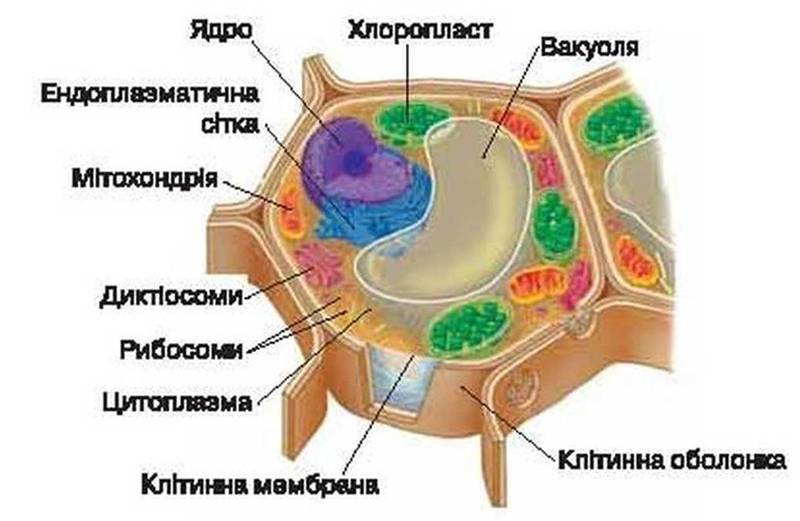 Ядро
Хлоропласт
Вакуоля
Ендоплазматична
сітка
Мітохондрія
Диктіосоми
Рибосоми
Цитоплазма
Клітинна мембрана
Клітинна оболонка